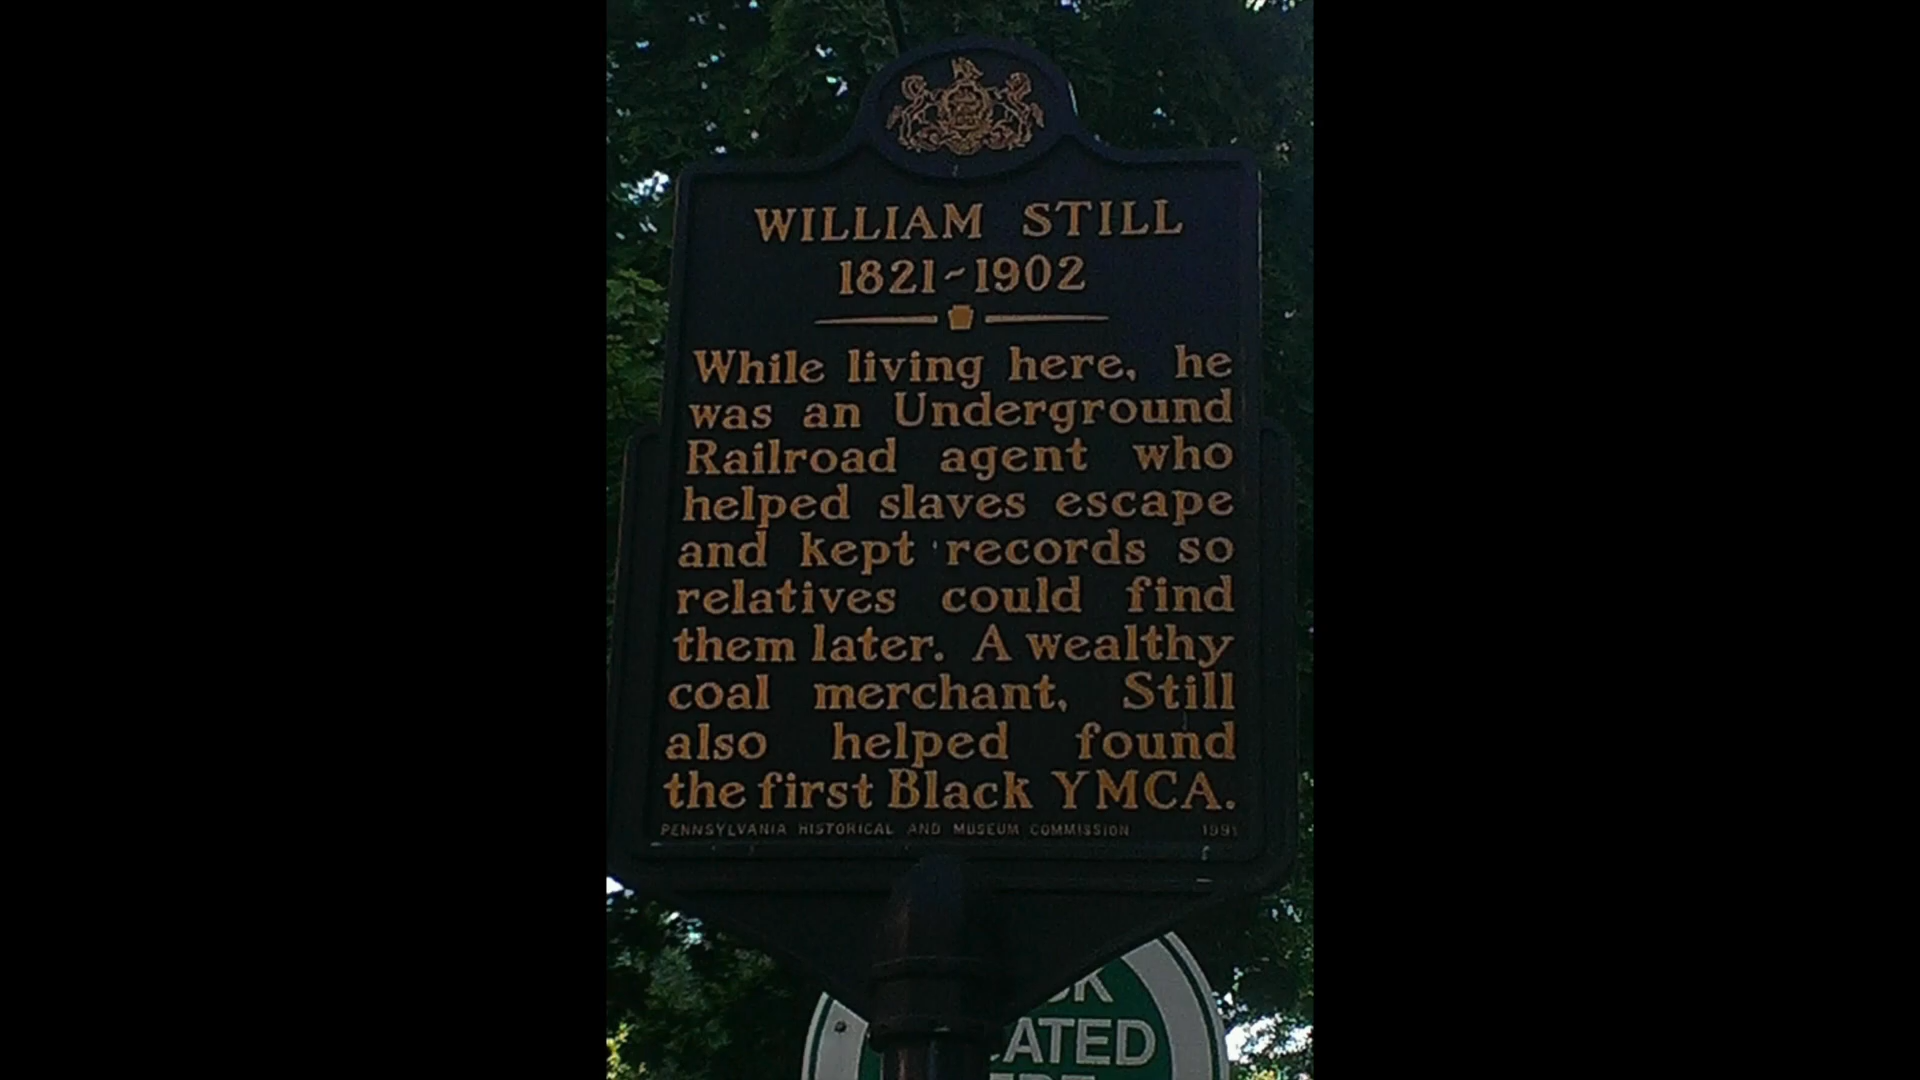 WILLIAM STILL
1821~1902
While living here, he
was an Underground
Railroad agent who
helped slaves escape
and kept records so
relatives could find
them later. A wealthy
coal merchant, Still
also helped found
the first Black YMCA.
PENNSYLVANIA HISTORICAL AND MUSEUM COMMISSION 1991